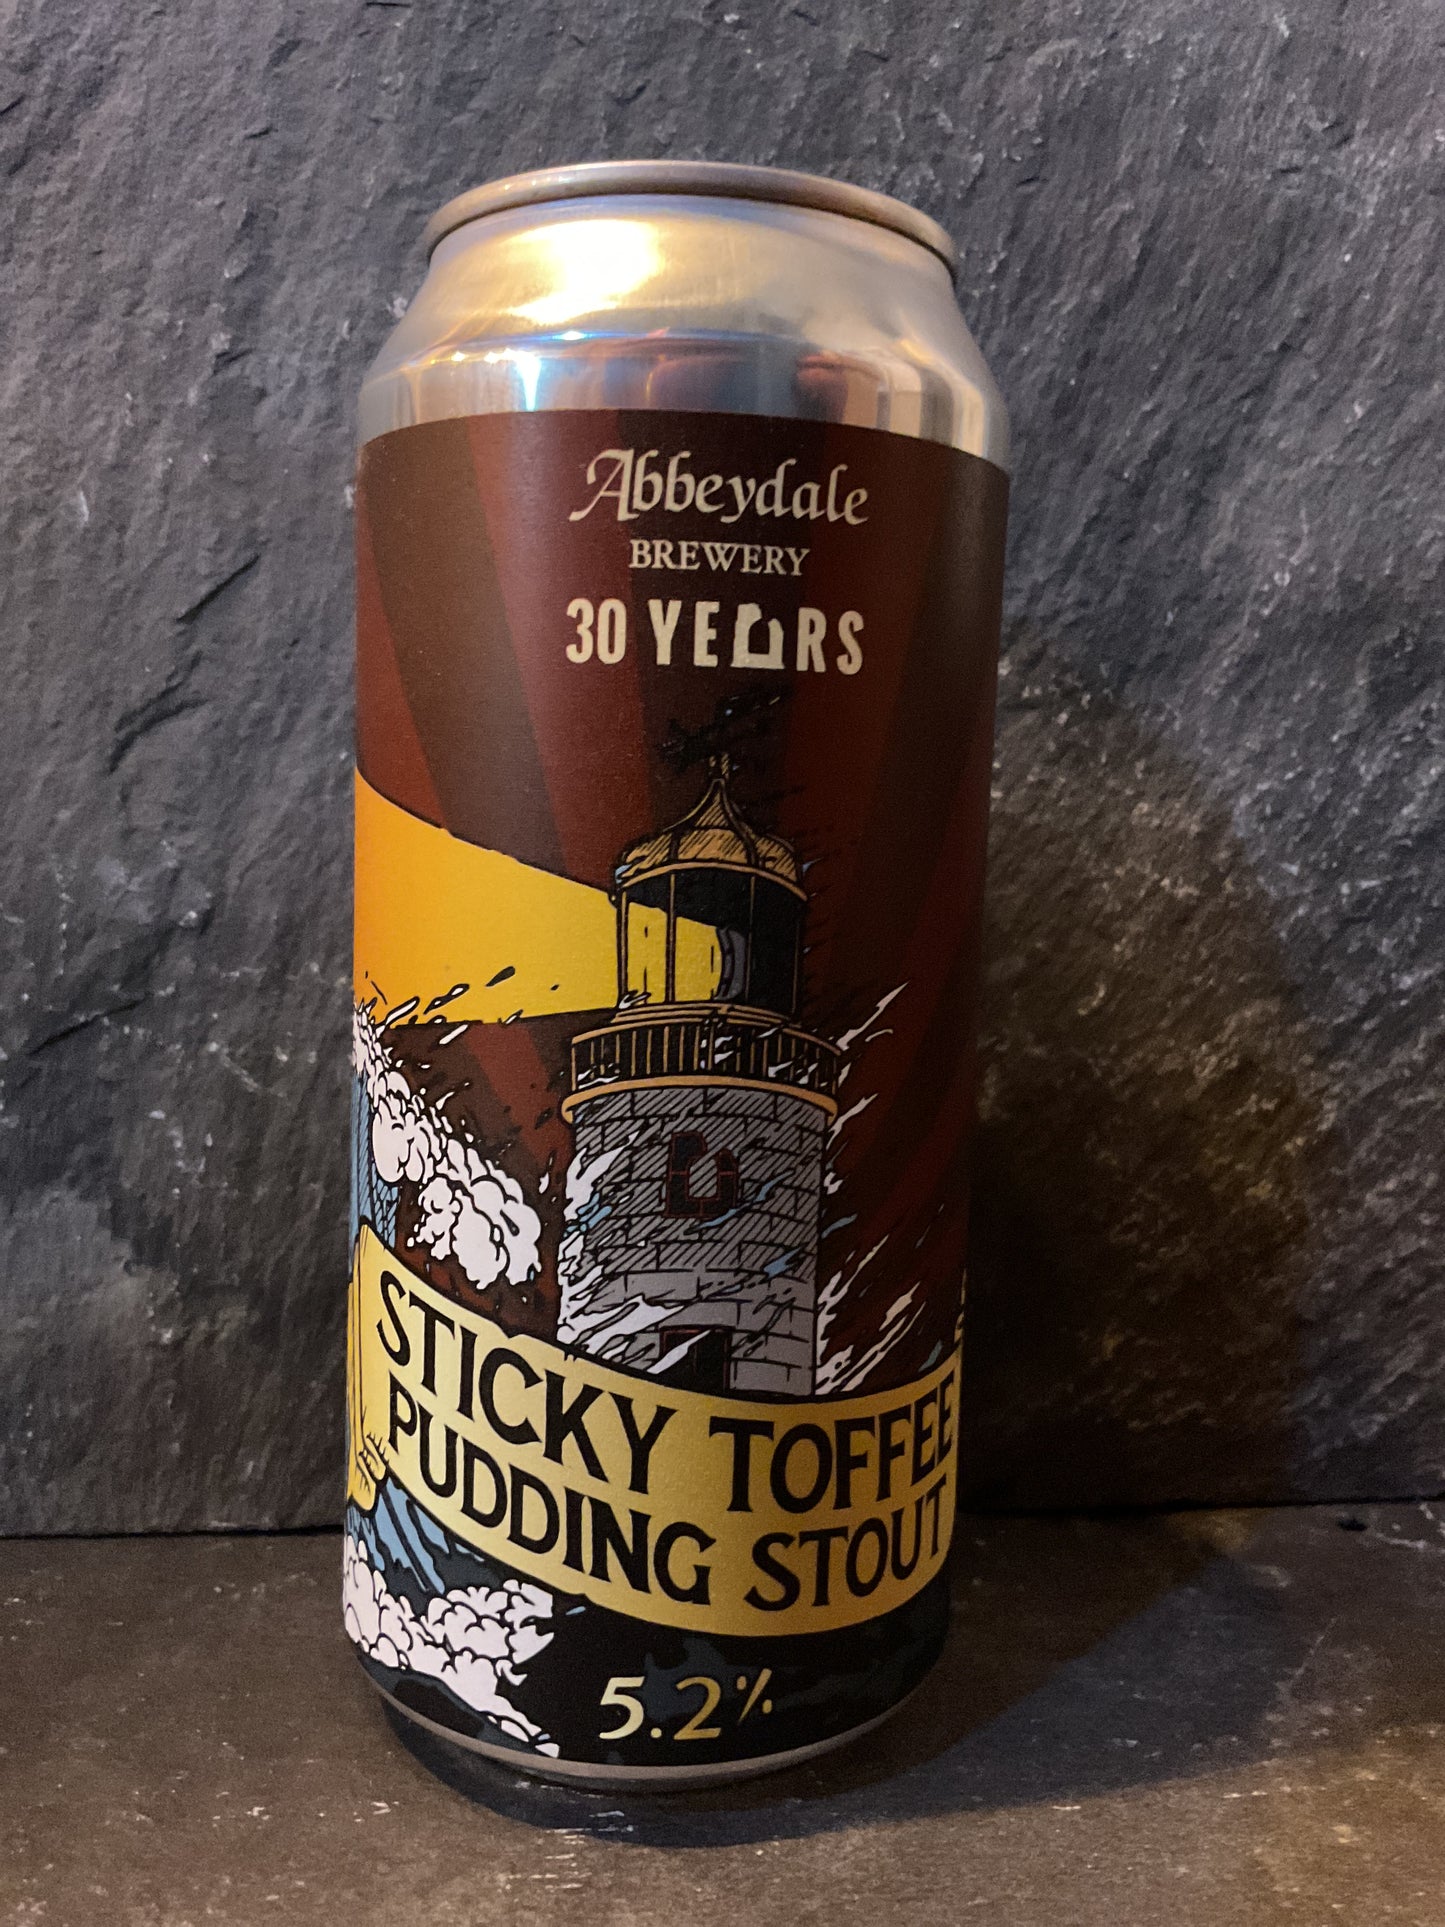 Abbeydale
BREWERY
30 YEARS
STICKY TOFFEE
PUDDING STOUT
5.2%